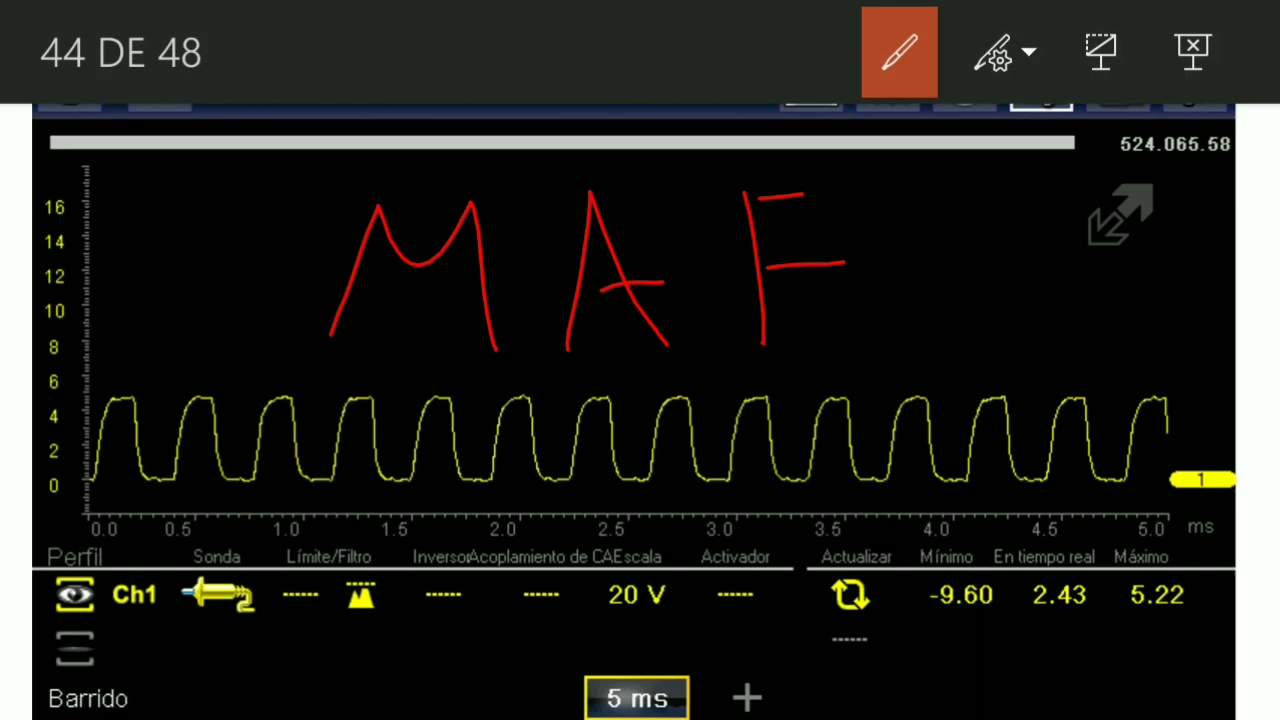 44 DE 48
524.065.58
MAF
16
14
12
10
8
6
4
2
0
1
0.0 0.5 1.0 1.5 2.0 2.5 3.0 3.5 4.0 4.5 5.0 ms
Perfil Sonda Límite/Filtro Inversor Acoplamiento de CA Escala Activador Actualizar Mínimo En tiempo real Máximo
Ch1 ------ ------ ------ 20 V ------ -9.60 2.43 5.22
------
Barrido 5 ms +